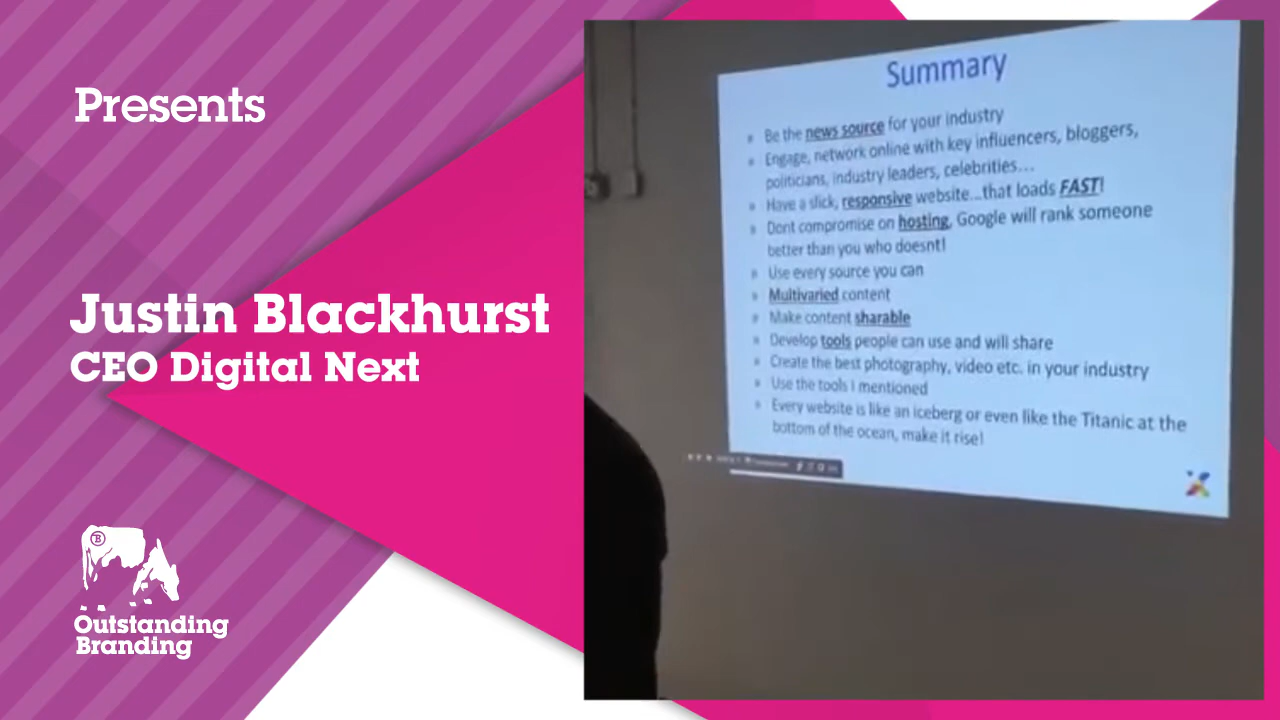 Presents
Justin Blackhurst
CEO Digital Next
Outstanding
Branding
Summary
Be the news source for your industry
Engage, network online with key influencers, bloggers,
politicians, industry leaders, celebrities...
Have a slick, responsive website...that loads FAST!
Dont compromise on hosting, Google will rank someone
better than you who doesnt!
Use every source you can
Multivaried content
Make content sharable
Develop tools people can use and will share
Create the best photography, video etc. in your industry
Use the tools I mentioned
Every website is like an iceberg or even like the Titanic at the
bottom of the ocean, make it rise!